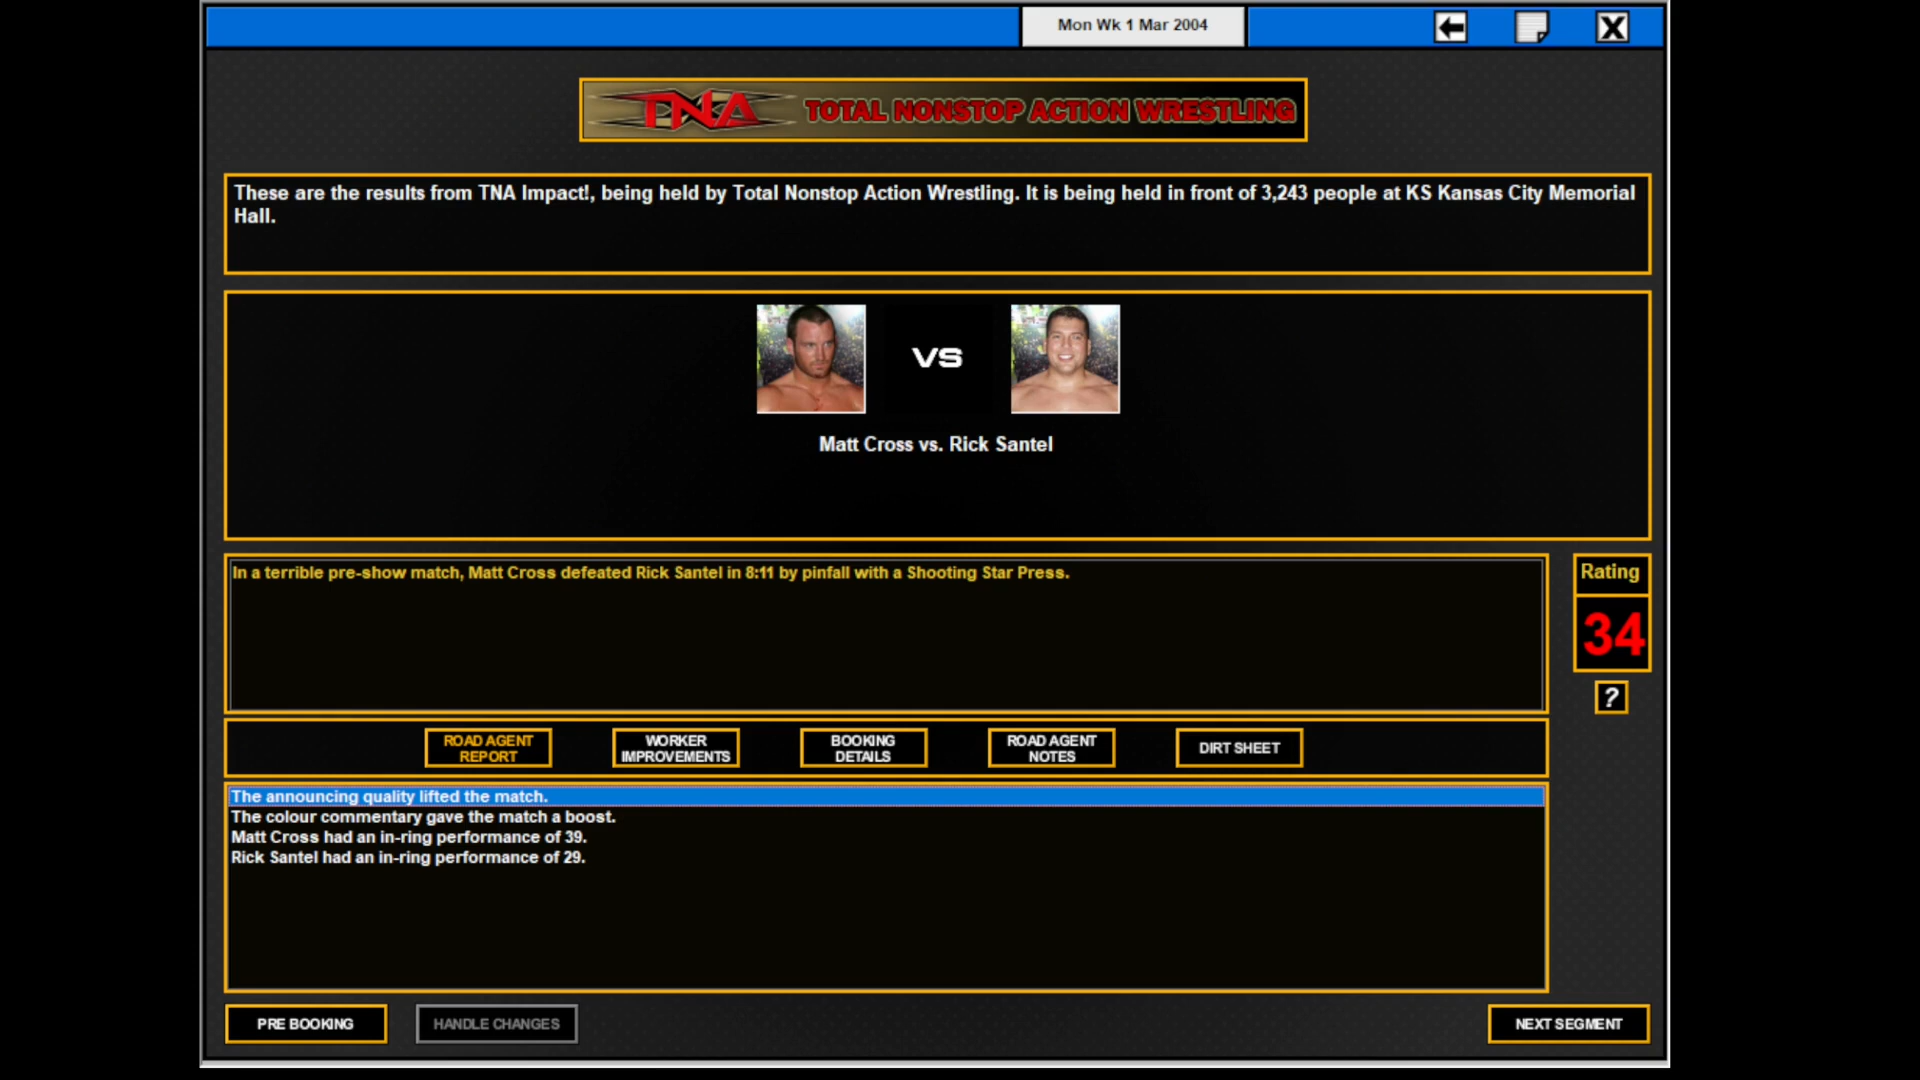 Mon Wk 1 Mar 2004
TNA TOTAL NONSTOP ACTION WRESTLING
These are the results from TNA Impact!, being held by Total Nonstop Action Wrestling. It is being held in front of 3,243 people at KS Kansas City Memorial
Hall.
VS
Matt Cross vs. Rick Santel
In a terrible pre-show match, Matt Cross defeated Rick Santel in 8:11 by pinfall with a Shooting Star Press.
Rating
34
?
ROAD AGENT
REPORT
WORKER
IMPROVEMENTS
BOOKING
DETAILS
ROAD AGENT
NOTES
DIRT SHEET
The announcing quality lifted the match.
The colour commentary gave the match a boost.
Matt Cross had an in-ring performance of 39.
Rick Santel had an in-ring performance of 29.
PRE BOOKING
HANDLE CHANGES
NEXT SEGMENT